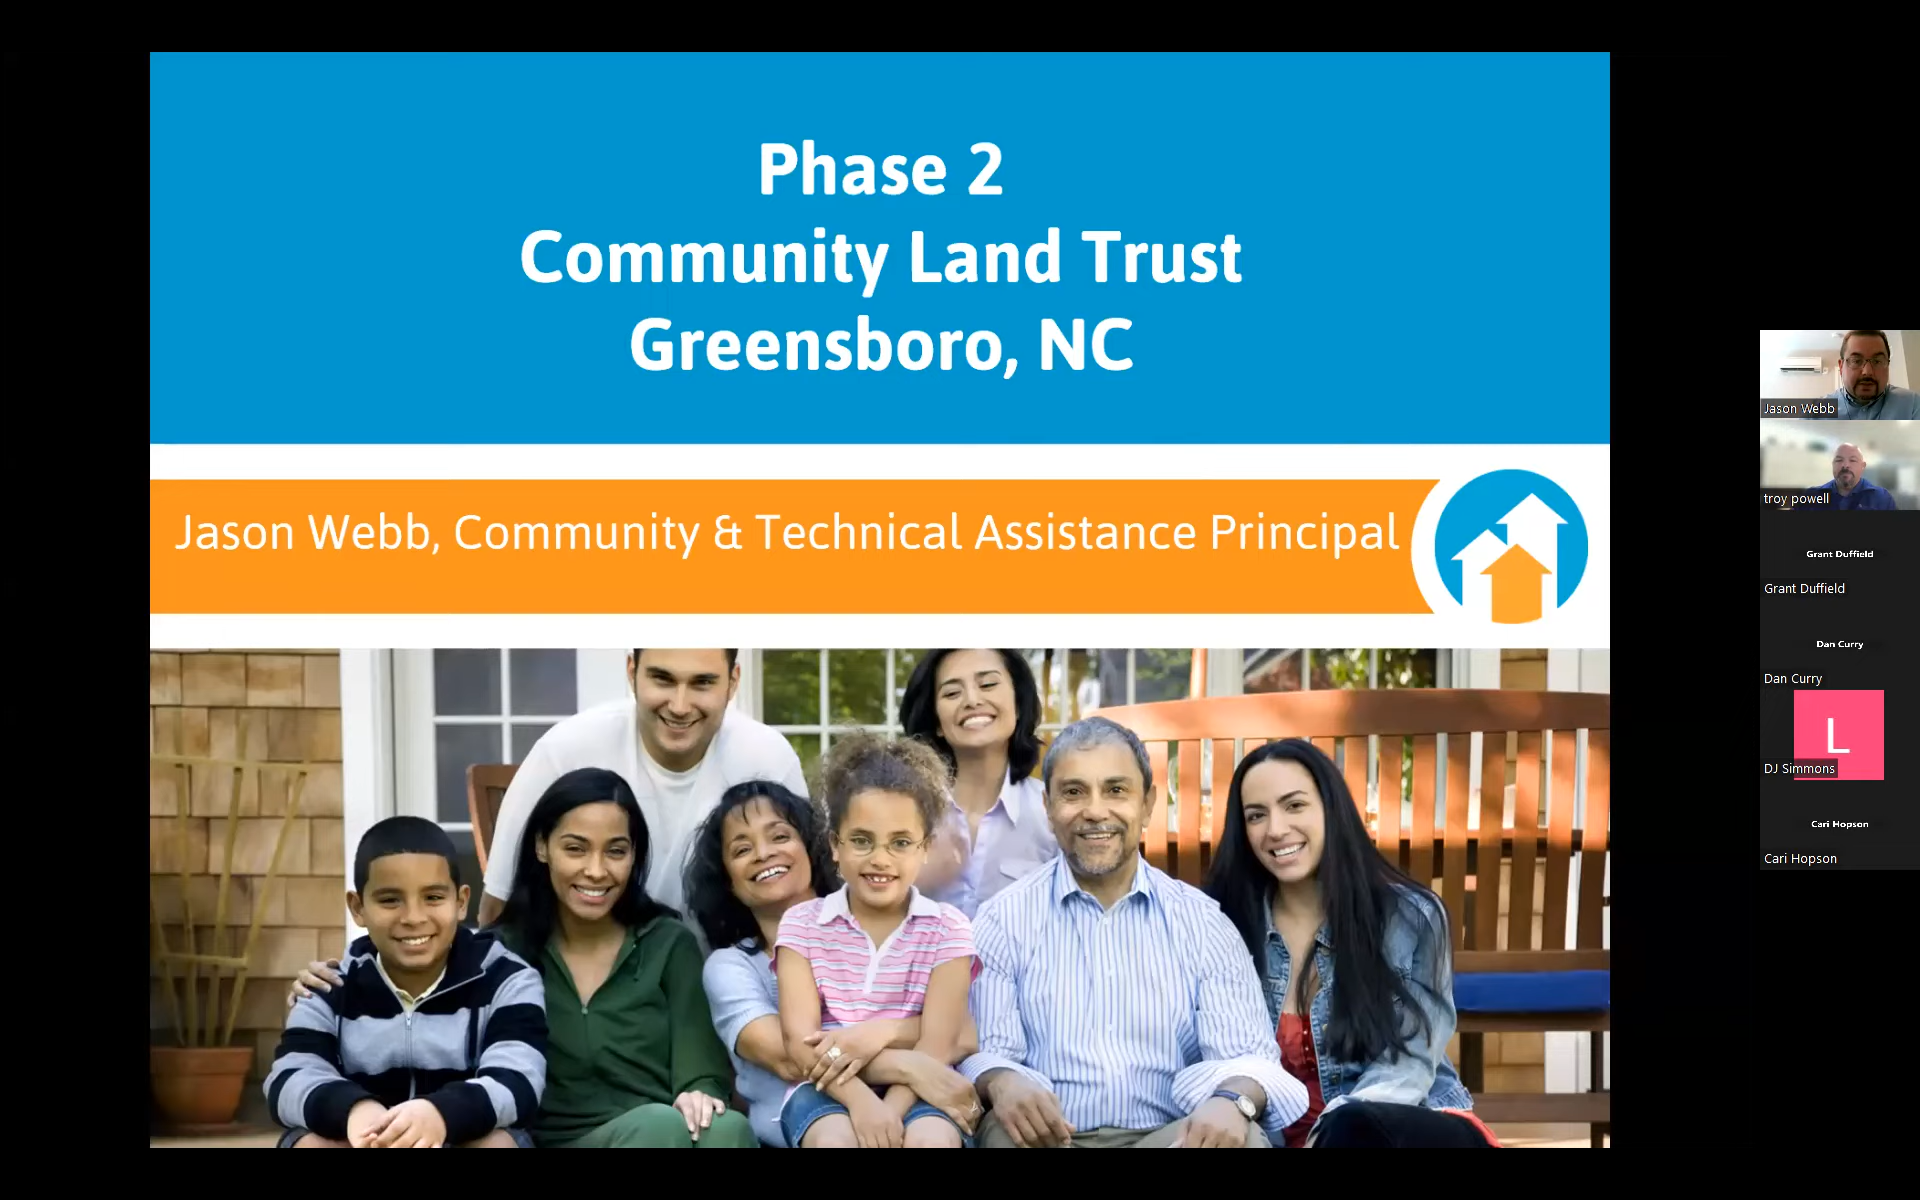 Phase 2
Community Land Trust
Greensboro, NC
Jason Webb, Community & Technical Assistance Principal
Jason Webb
troy powell
Grant Duffield
Grant Duffield
Dan Curry
Dan Curry
L
DJ Simmons
Cari Hopson
Cari Hopson